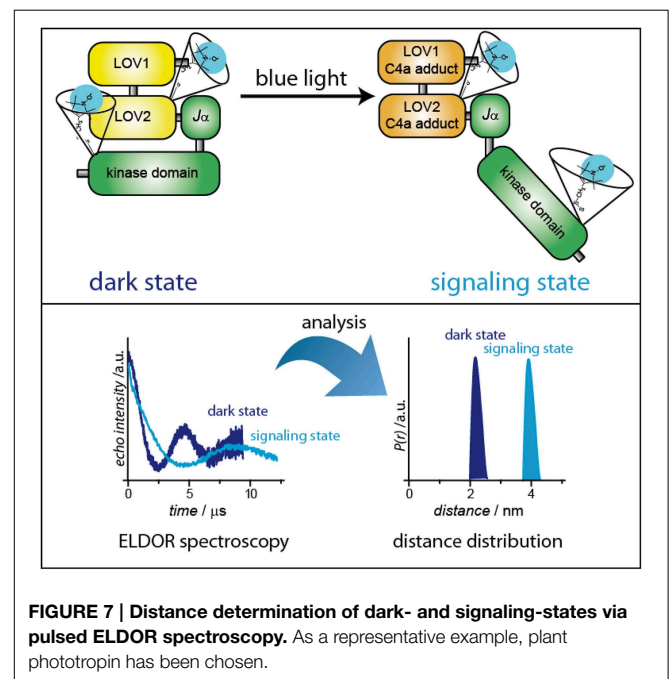 LOV1
LOV2
Jα
kinase domain
blue light
LOV1
C4a adduct
LOV2
C4a adduct
Jα
kinase domain
dark state
signaling state
analysis
echo intensity /a.u.
dark state
signaling state
0 5 10
time / μs
ELDOR spectroscopy
P(r) /a.u.
dark state
signaling state
0 2 4
distance / nm
distance distribution
FIGURE 7 | Distance determination of dark- and signaling-states via
pulsed ELDOR spectroscopy. As a representative example, plant
phototropin has been chosen.